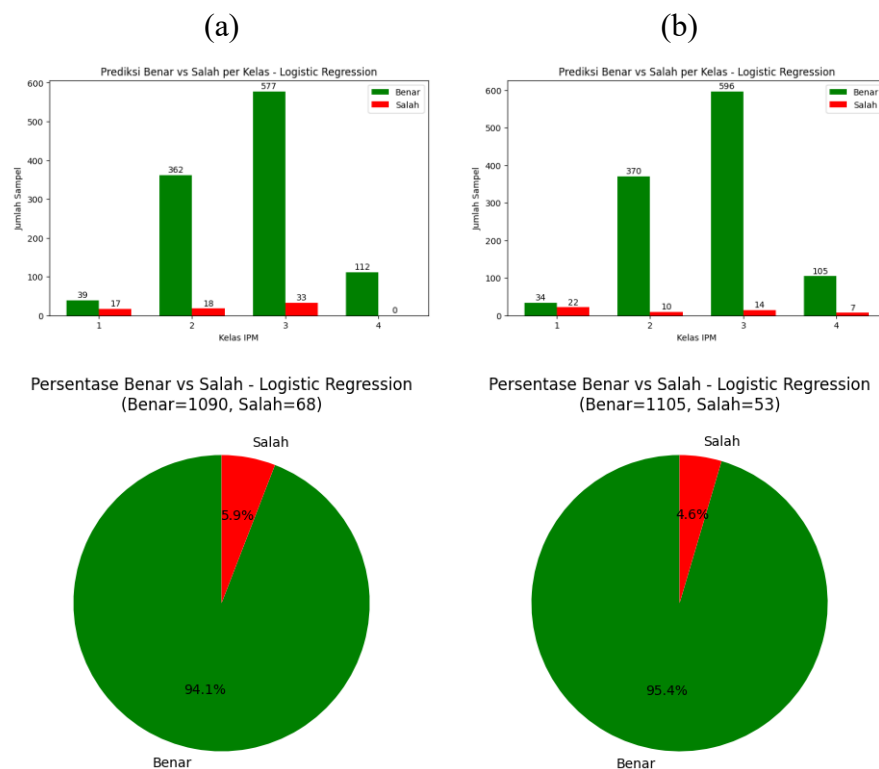 (a)
Prediksi Benar vs Salah per Kelas - Logistic Regression
600
500
400
300
200
100
0
Jumlah Sampel
Benar
Salah
39
17
362
18
577
33
112
0
1
2
3
4
Kelas IPM
(b)
Prediksi Benar vs Salah per Kelas - Logistic Regression
600
500
400
300
200
100
0
Jumlah Sampel
Benar
Salah
34
22
370
10
596
14
105
7
1
2
3
4
Kelas IPM
Persentase Benar vs Salah - Logistic Regression
(Benar=1090, Salah=68)
Salah
5.9%
94.1%
Benar
Persentase Benar vs Salah - Logistic Regression
(Benar=1105, Salah=53)
Salah
4.6%
95.4%
Benar